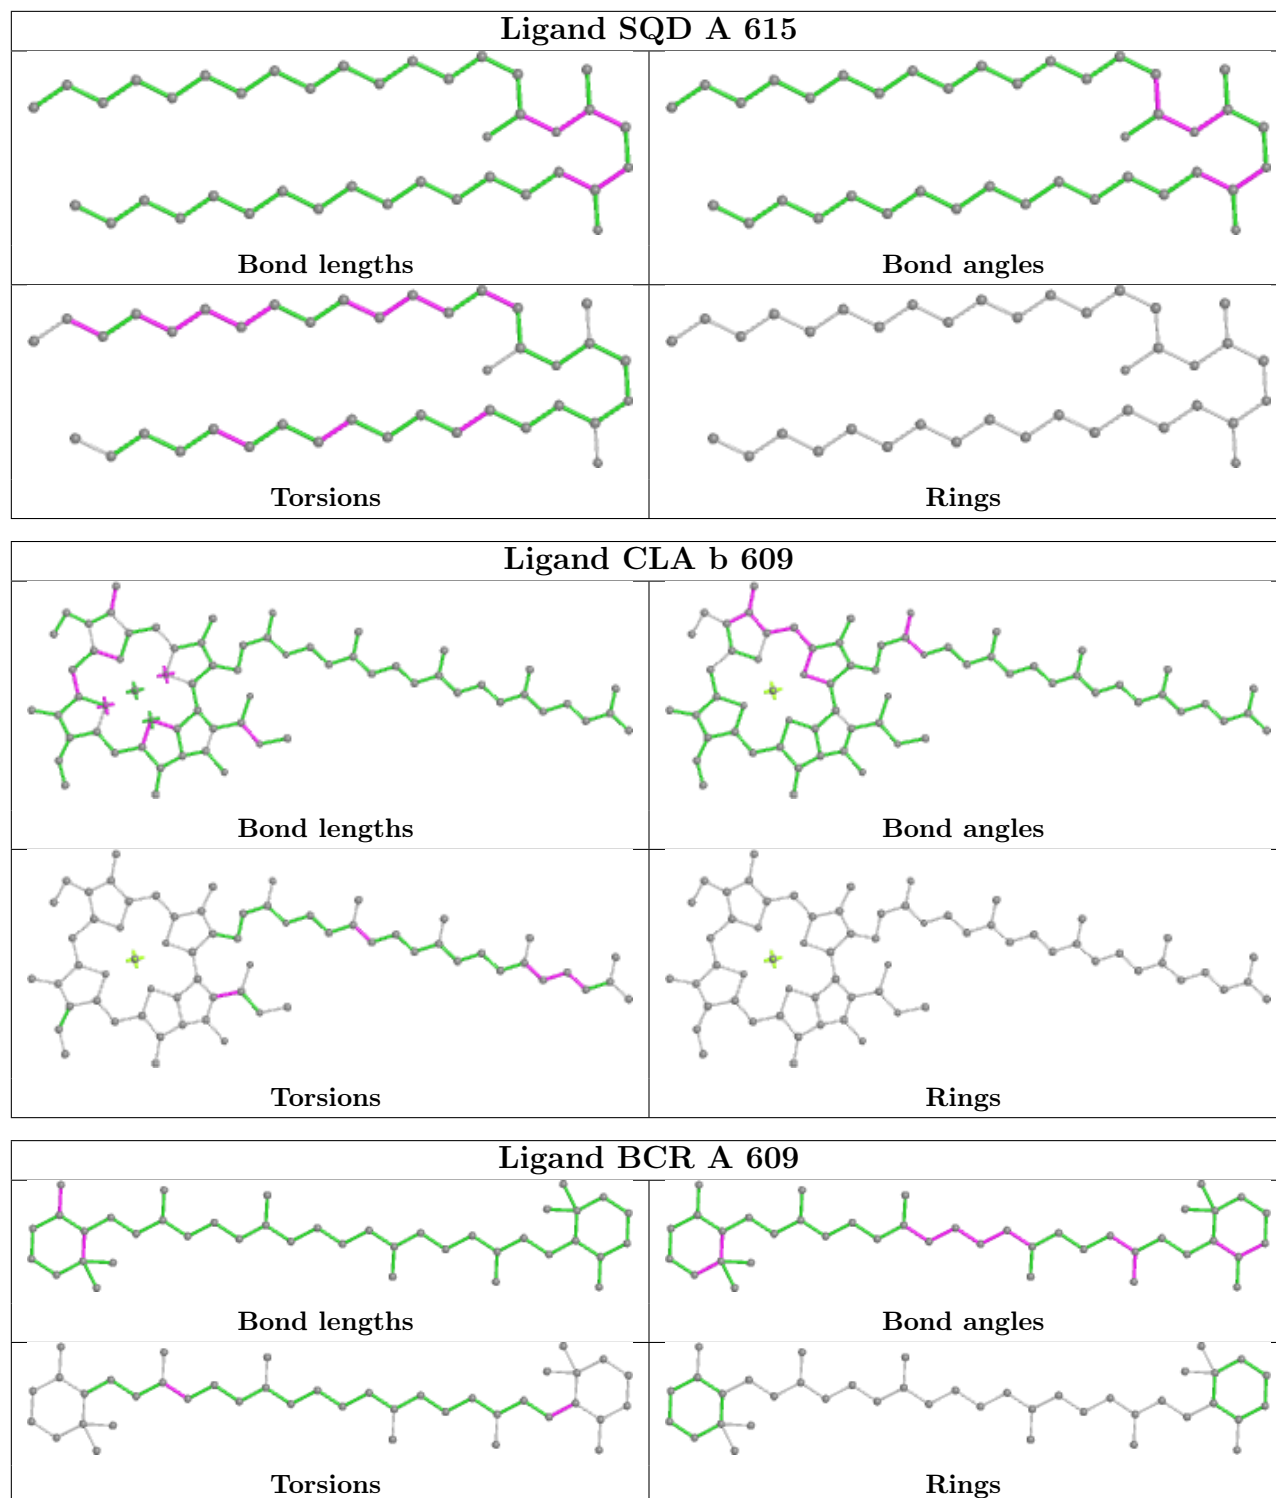 Ligand SQD A 615
Bond lengths
Bond angles
Torsions
Rings
Ligand CLA b 609
Bond lengths
Bond angles
Torsions
Rings
Ligand BCR A 609
Bond lengths
Bond angles
Torsions
Rings